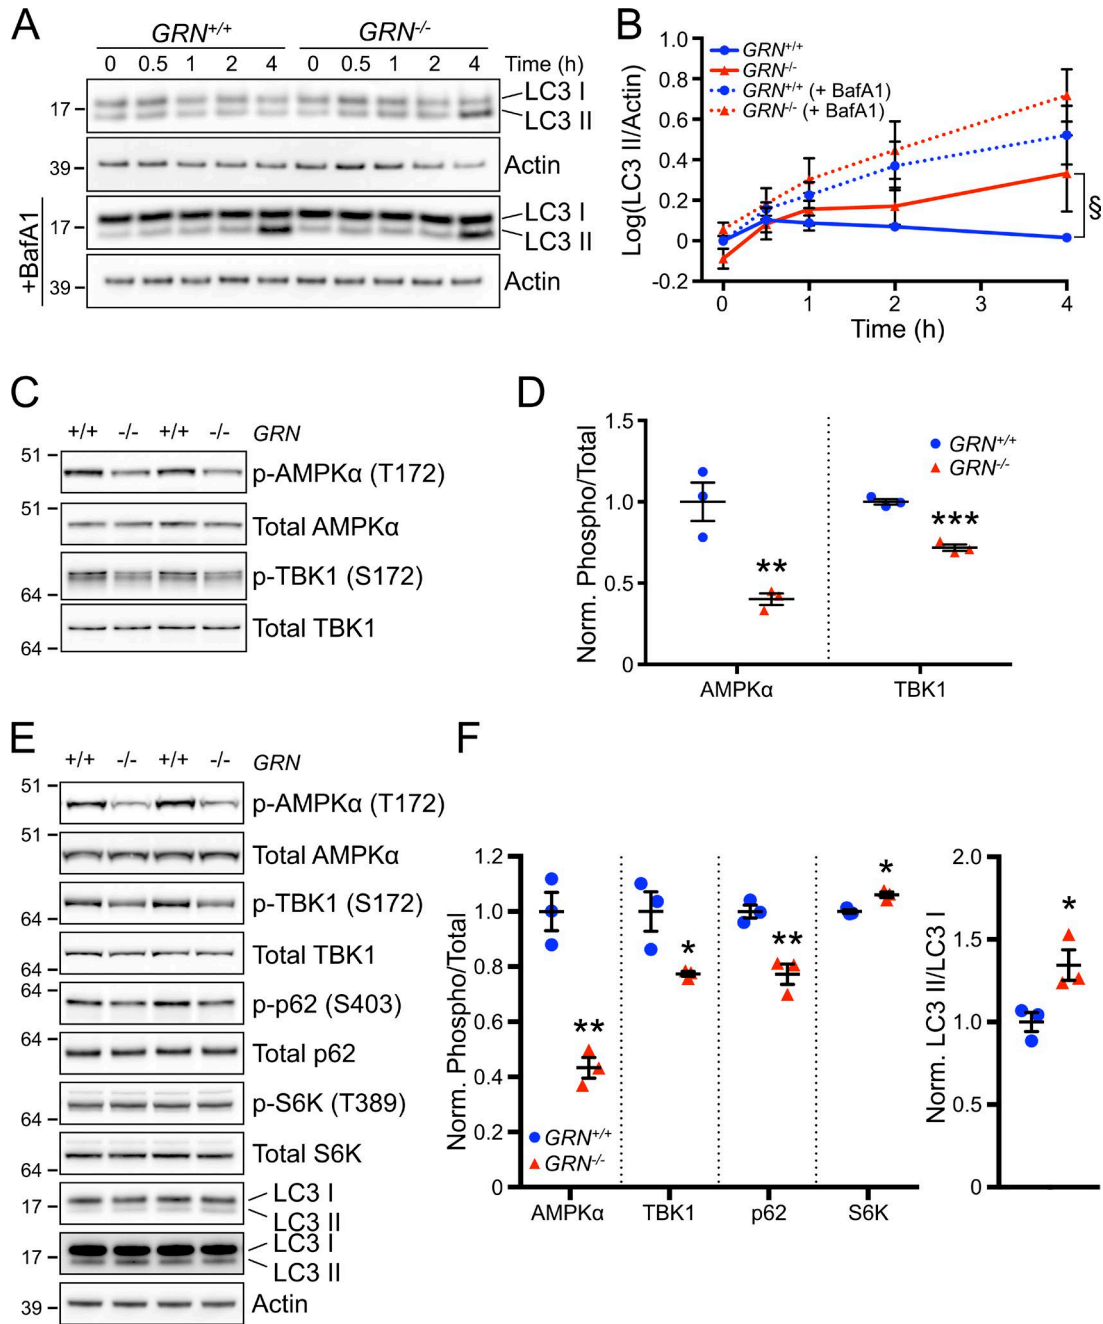 A
GRN+/+ GRN-/-
0 0.5 1 2 4 0 0.5 1 2 4 Time (h)
17
LC3 I
LC3 II
39
Actin
+BafA1
17
LC3 I
LC3 II
39
Actin
B
GRN+/+
GRN-/-
GRN+/+ (+ BafA1)
GRN-/- (+ BafA1)
Log(LC3 II/Actin)
1.0
0.8
0.6
0.4
0.2
0
-0.2
§
0 1 2 3 4
Time (h)
C
+/+ -/- +/+ -/- GRN
51
p-AMPKα (T172)
51
Total AMPKα
p-TBK1 (S172)
64
Total TBK1
64
D
Norm. Phospho/Total
1.5
1.0
0.5
0
GRN+/+
GRN-/-
**
***
AMPKα TBK1
E
+/+ -/- +/+ -/- GRN
51
p-AMPKα (T172)
51
Total AMPKα
p-TBK1 (S172)
64
Total TBK1
64
64
p-p62 (S403)
64
Total p62
p-S6K (T389)
64
Total S6K
64
17
LC3 I
LC3 II
17
LC3 I
LC3 II
39
Actin
F
Norm. Phospho/Total
1.2
1.0
0.8
0.6
0.4
0.2
0
**
*
**
*
GRN+/+
GRN-/-
AMPKα TBK1 p62 S6K
Norm. LC3 II/LC3 I
2.0
1.5
1.0
0.5
0
*